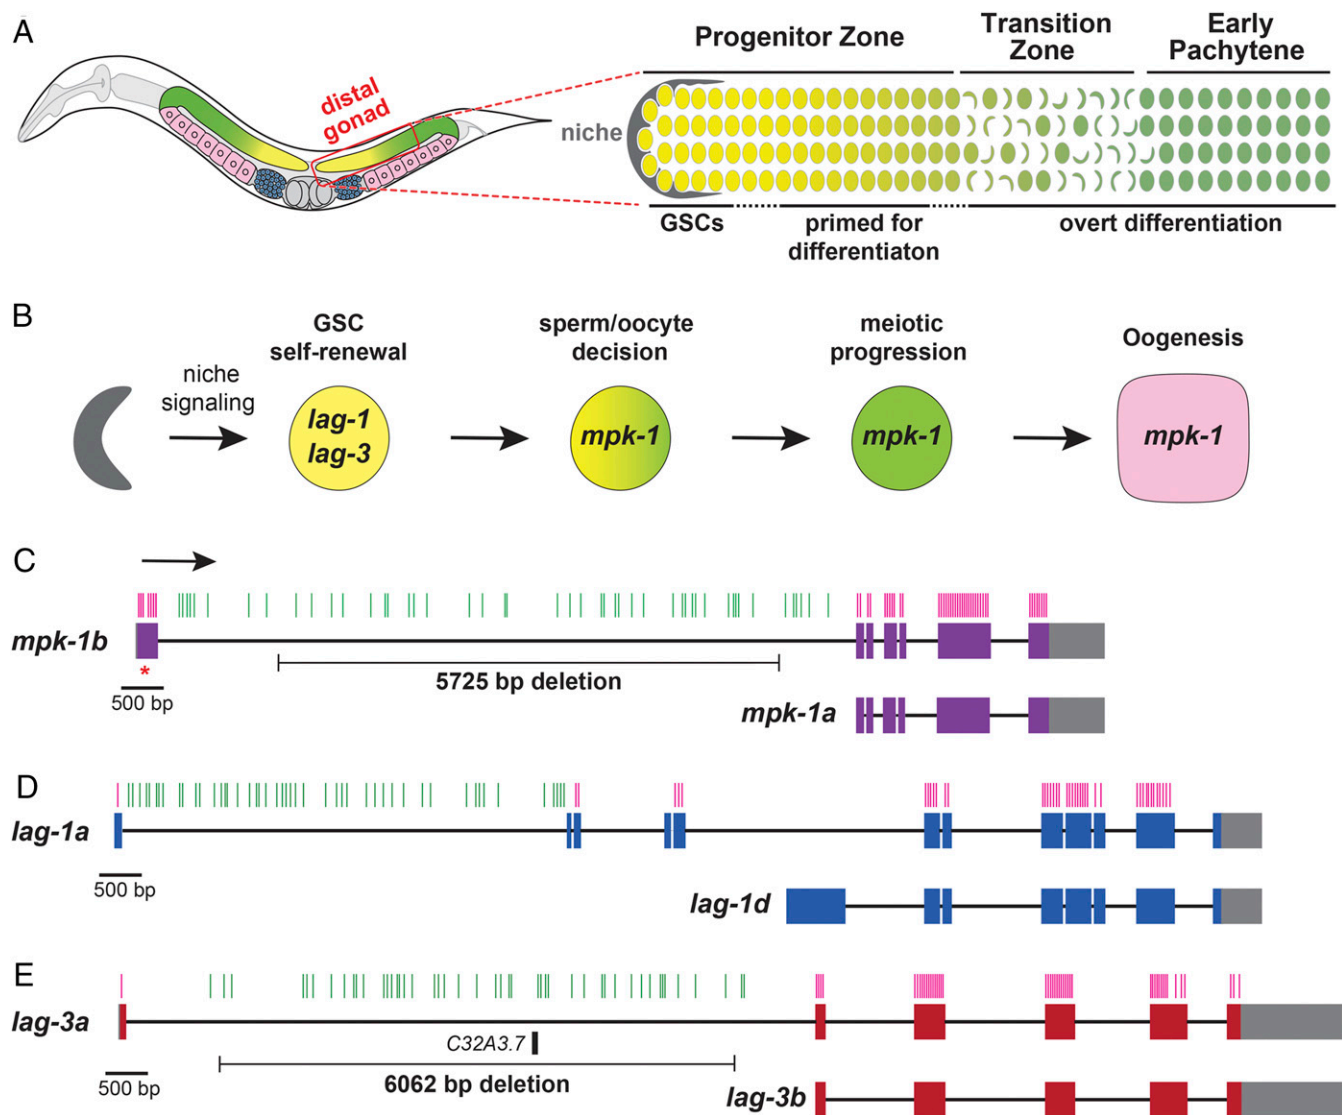 A
distal
gonad
Progenitor Zone
Transition
Zone
Early
Pachytene
niche
GSCs
primed for
differentiaton
overt differentiation
B
niche
signaling
GSC
self-renewal
lag-1
lag-3
sperm/oocyte
decision
mpk-1
meiotic
progression
mpk-1
Oogenesis
mpk-1
C
mpk-1b
*
500 bp
5725 bp deletion
mpk-1a
D
lag-1a
500 bp
lag-1d
E
lag-3a
C32A3.7
500 bp
6062 bp deletion
lag-3b